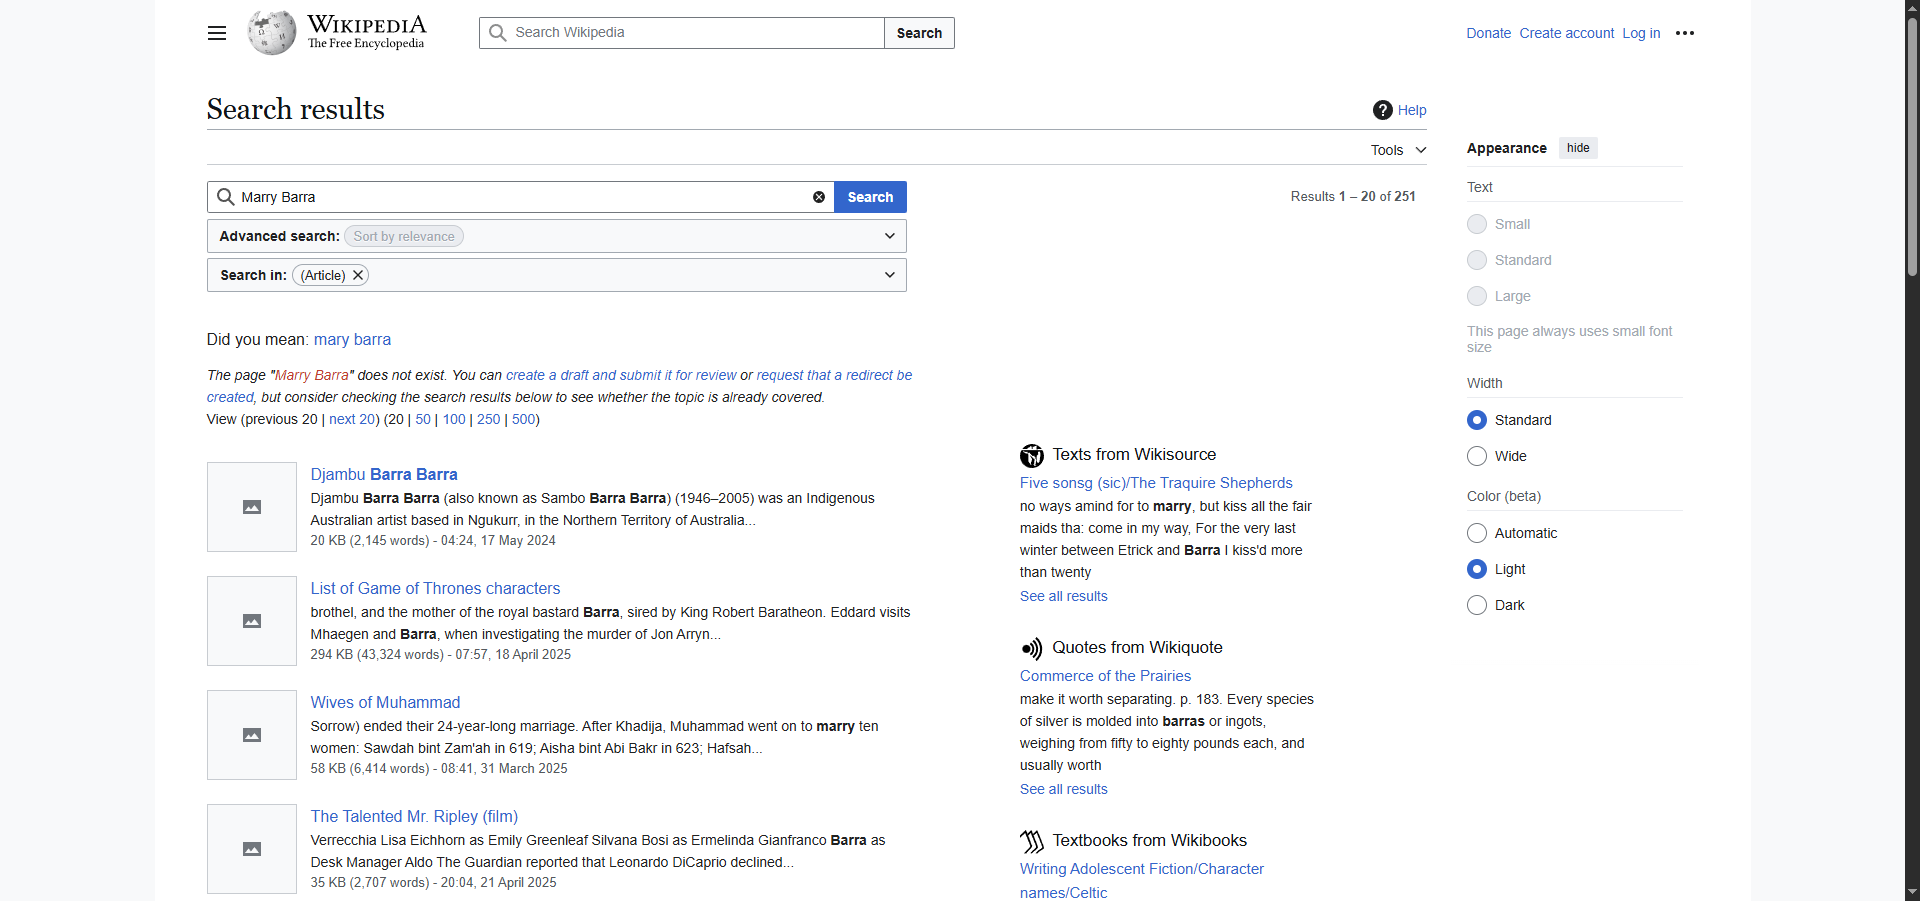 WIKIPEDIA
The Free Encyclopedia
Search Wikipedia
Search
Donate
Create account
Log in
Search results
Help
Tools
Marry Barra
Search
Results 1 – 20 of 251
Advanced search: Sort by relevance
Search in: (Article)
Did you mean: mary barra
The page "Marry Barra" does not exist. You can create a draft and submit it for review or request that a redirect be
created, but consider checking the search results below to see whether the topic is already covered.
View (previous 20 | next 20) (20 | 50 | 100 | 250 | 500)
Djambu Barra Barra
Djambu Barra Barra (also known as Sambo Barra Barra) (1946–2005) was an Indigenous
Australian artist based in Ngukurr, in the Northern Territory of Australia...
20 KB (2,145 words) - 04:24, 17 May 2024
List of Game of Thrones characters
brothel, and the mother of the royal bastard Barra, sired by King Robert Baratheon. Eddard visits
Mhaegen and Barra, when investigating the murder of Jon Arryn...
294 KB (43,324 words) - 07:57, 18 April 2025
Wives of Muhammad
Sorrow) ended their 24-year-long marriage. After Khadija, Muhammad went on to marry ten
women: Sawdah bint Zam'ah in 619; Aisha bint Abi Bakr in 623; Hafsah...
58 KB (6,414 words) - 08:41, 31 March 2025
The Talented Mr. Ripley (film)
Verrecchia Lisa Eichhorn as Emily Greenleaf Silvana Bosi as Ermelinda Gianfranco Barra as
Desk Manager Aldo The Guardian reported that Leonardo DiCaprio declined...
35 KB (2,707 words) - 20:04, 21 April 2025
Texts from Wikisource
Five sonsg (sic)/The Traquire Shepherds
no ways amind for to marry, but kiss all the fair
maids tha: come in my way, For the very last
winter between Etrick and Barra I kiss'd more
than twenty
See all results
Quotes from Wikiquote
Commerce of the Prairies
make it worth separating. p. 183. Every species
of silver is molded into barras or ingots,
weighing from fifty to eighty pounds each, and
usually worth
See all results
Textbooks from Wikibooks
Writing Adolescent Fiction/Character
names/Celtic
Appearance
hide
Text
Small
Standard
Large
This page always uses small font
size
Width
Standard
Wide
Color (beta)
Automatic
Light
Dark